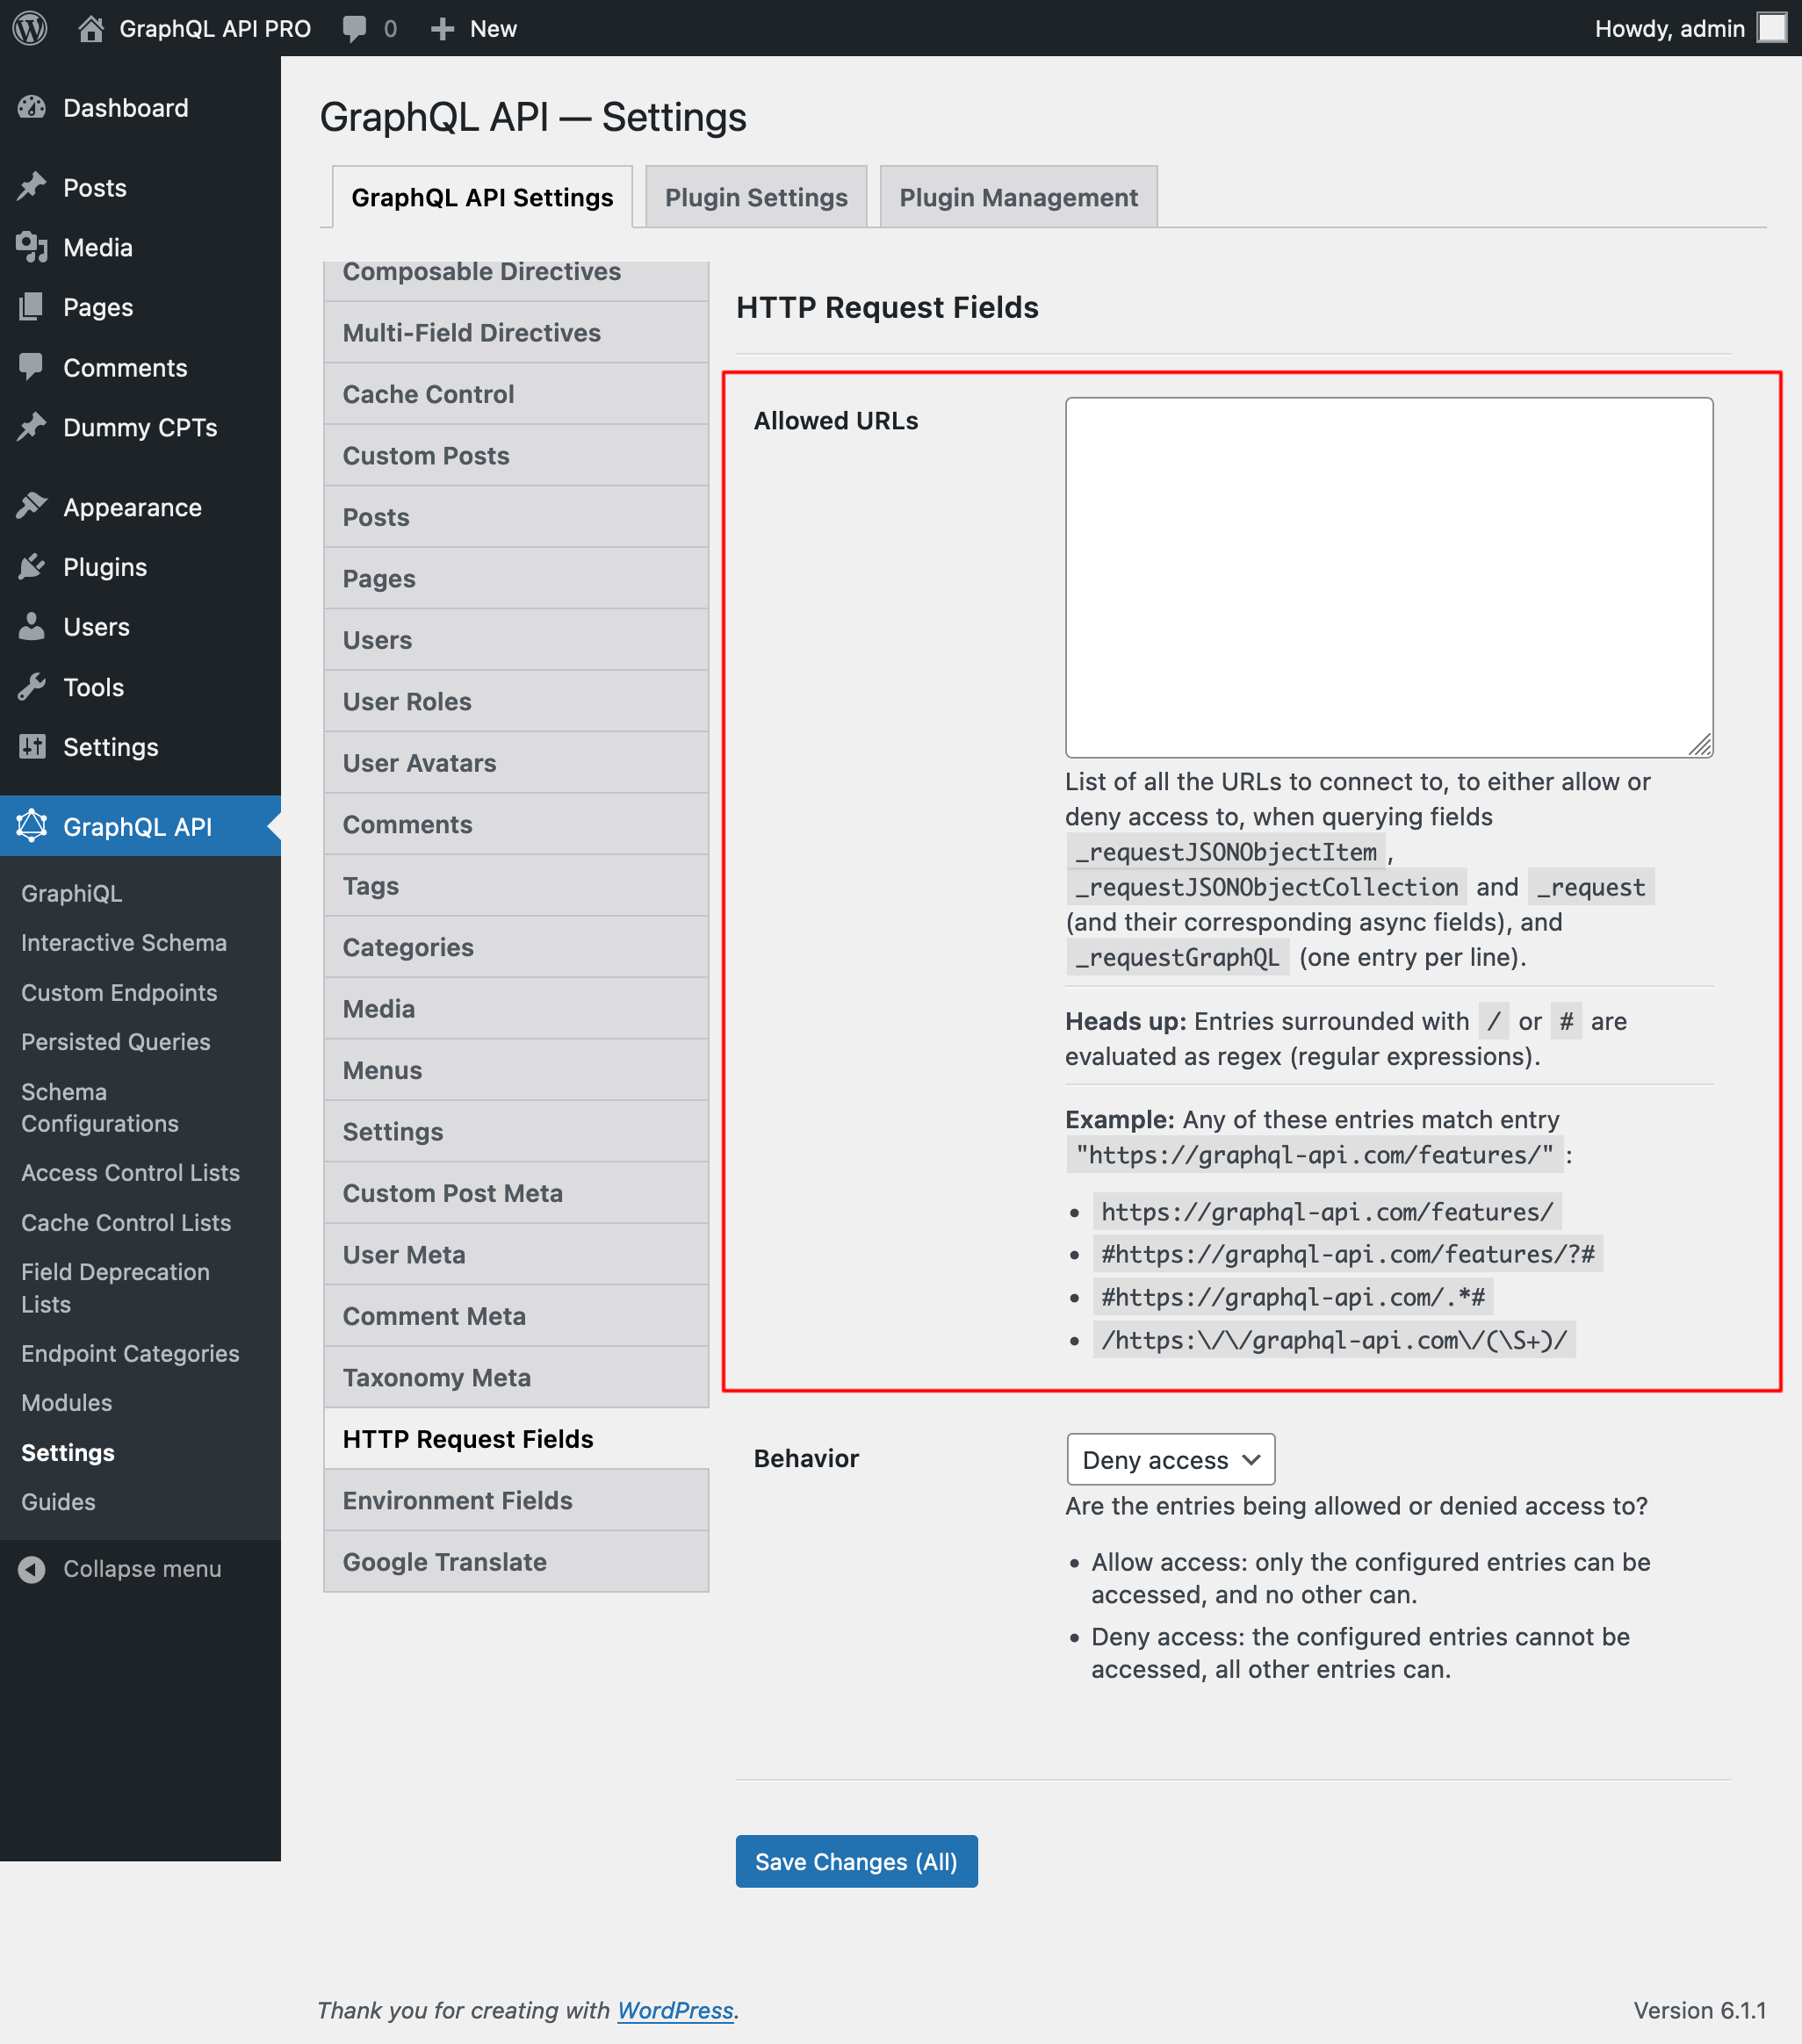 GraphQL API PRO
0
New
Howdy, admin
Dashboard
Posts
Media
Pages
Comments
Dummy CPTs
Appearance
Plugins
Users
Tools
Settings
GraphQL API
GraphiQL
Interactive Schema
Custom Endpoints
Persisted Queries
Schema
Configurations
Access Control Lists
Cache Control Lists
Field Deprecation
Lists
Endpoint Categories
Modules
Settings
Guides
Collapse menu
GraphQL API — Settings
GraphQL API Settings
Plugin Settings
Plugin Management
Composable Directives
Multi-Field Directives
Cache Control
Custom Posts
Posts
Pages
Users
User Roles
User Avatars
Comments
Tags
Categories
Media
Menus
Settings
Custom Post Meta
User Meta
Comment Meta
Taxonomy Meta
HTTP Request Fields
Environment Fields
Google Translate
HTTP Request Fields
Allowed URLs
List of all the URLs to connect to, to either allow or
deny access to, when querying fields
_requestJSONObjectItem ,
_requestJSONObjectCollection and _request
(and their corresponding async fields), and
_requestGraphQL (one entry per line).
Heads up: Entries surrounded with / or # are
evaluated as regex (regular expressions).
Example: Any of these entries match entry
"https://graphql-api.com/features/" :
• https://graphql-api.com/features/
• #https://graphql-api.com/features/?#
• #https://graphql-api.com/.*#
• /https:\/\/graphql-api.com\/(\S+)/
Behavior
Deny access
Are the entries being allowed or denied access to?
• Allow access: only the configured entries can be
accessed, and no other can.
• Deny access: the configured entries cannot be
accessed, all other entries can.
Save Changes (All)
Thank you for creating with WordPress.
Version 6.1.1